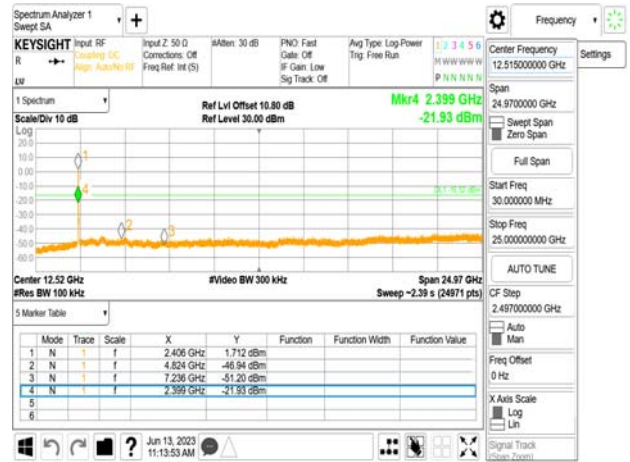 Spectrum Analyzer 1
Swept SA
Frequency
KEYSIGHT
R
Input: RF
Coupling: DC
Align: Auto/No RF
Input Z: 50 Ω
Corrections: Off
Freq Ref: Int (S)
#Atten: 30 dB
PNO: Fast
Gate: Off
IF Gain: Low
Sig Track: Off
Avg Type: Log-Power
Trig: Free Run
1 2 3 4 5 6
M W W W W W
P N N N N N
1 Spectrum
Scale/Div 10 dB
Ref Lvl Offset 10.80 dB
Ref Level 30.00 dBm
Mkr4 2.399 GHz
-21.93 dBm
Log
20.0
10.0
0.00
-10.0
-20.0
-30.0
-40.0
-50.0
-60.0
1
4
2
3
Center 12.52 GHz
#Res BW 100 kHz
#Video BW 300 kHz
Span 24.97 GHz
Sweep ~2.39 s (24971 pts)
5 Marker Table
Mode Trace Scale X Y Function Function Width Function Value
1 N 1 f 2.406 GHz 1.712 dBm
2 N 1 f 4.824 GHz -46.94 dBm
3 N 1 f 7.236 GHz -51.20 dBm
4 N 1 f 2.399 GHz -21.93 dBm
5
6
Jun 13, 2023
11:13:53 AM
Center Frequency
12.515000000 GHz
Settings
Span
24.9700000 GHz
Swept Span
Zero Span
Full Span
Start Freq
30.000000 MHz
Stop Freq
25.000000000 GHz
AUTO TUNE
CF Step
2.497000000 GHz
Auto
Man
Freq Offset
0 Hz
X Axis Scale
Log
Lin
Signal Track
(Span Zoom)